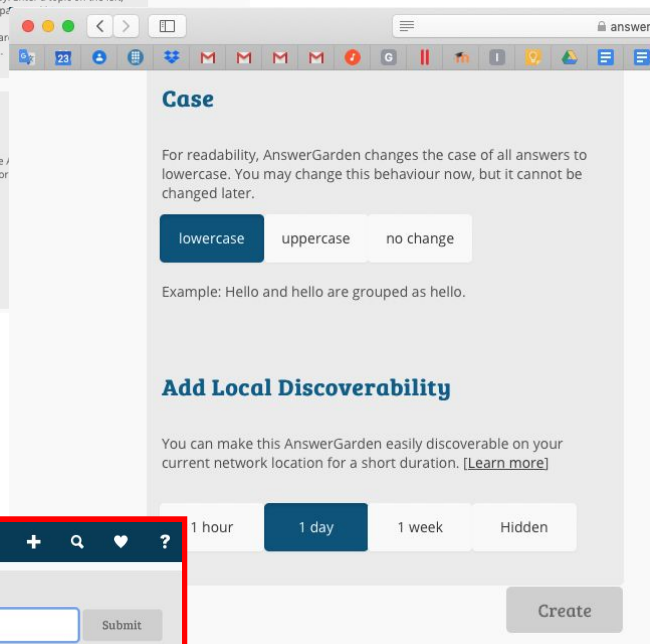 answer
23
Case
For readability, AnswerGarden changes the case of all answers to
lowercase. You may change this behaviour now, but it cannot be
changed later.
lowercase uppercase no change
Example: Hello and hello are grouped as hello.
Add Local Discoverability
You can make this AnswerGarden easily discoverable on your
current network location for a short duration. [Learn more]
1 hour 1 day 1 week Hidden
?
Submit
Create